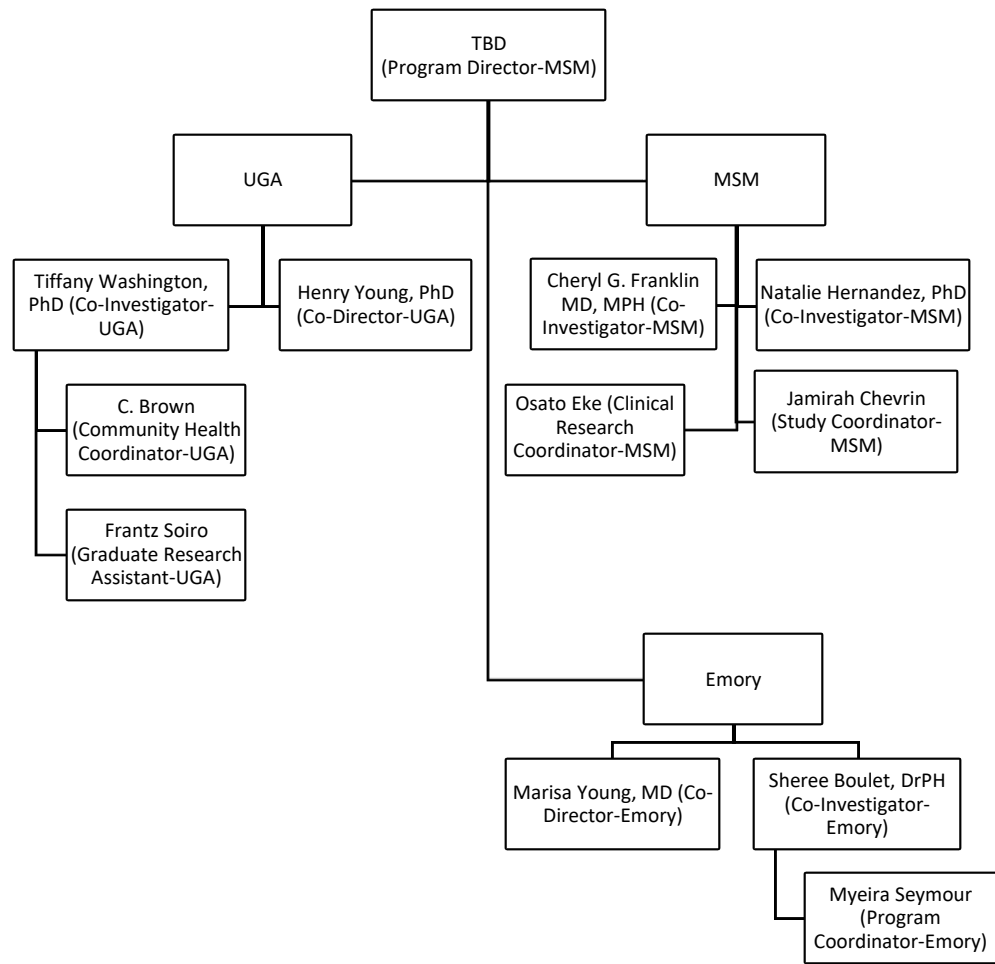 TBD
(Program Director-MSM)
UGA
MSM
Tiffany Washington,
PhD (Co-Investigator-
UGA)
Henry Young, PhD
(Co-Director-UGA)
Cheryl G. Franklin
MD, MPH (Co-
Investigator-MSM)
Natalie Hernandez, PhD
(Co-Investigator-MSM)
C. Brown
(Community Health
Coordinator-UGA)
Osato Eke (Clinical
Research
Coordinator-MSM)
Jamirah Chevrin
(Study Coordinator-
MSM)
Frantz Soiro
(Graduate Research
Assistant-UGA)
Emory
Marisa Young, MD (Co-
Director-Emory)
Sheree Boulet, DrPH
(Co-Investigator-
Emory)
Myeira Seymour
(Program
Coordinator-Emory)